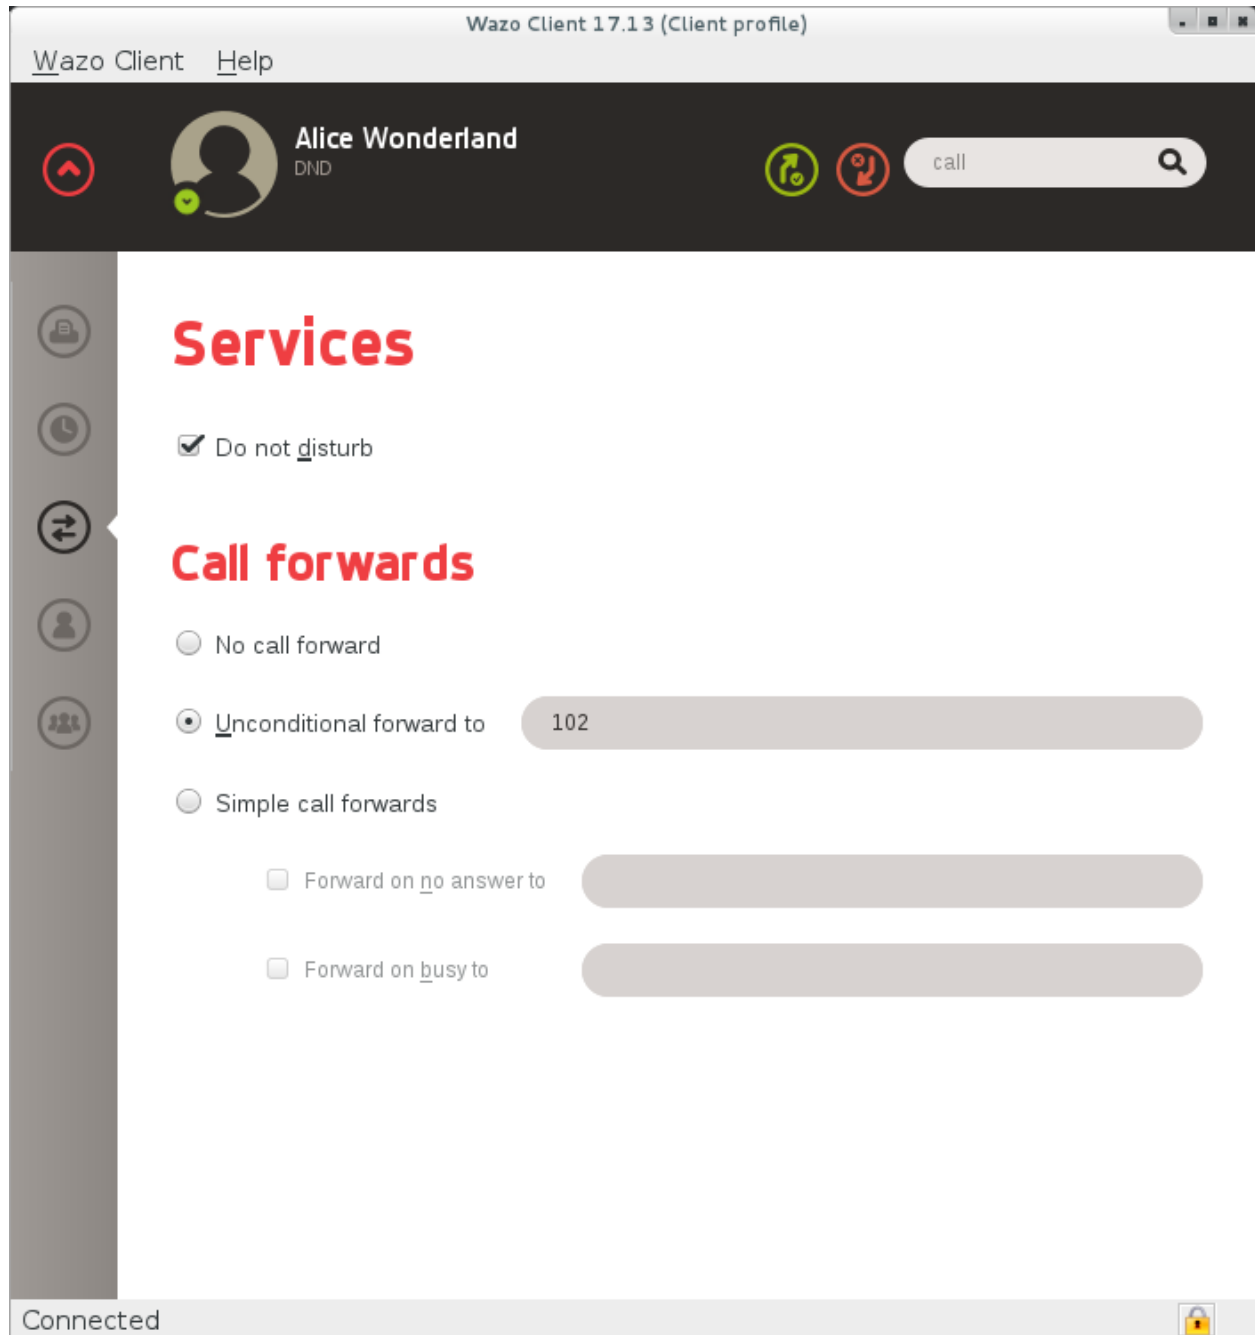 Wazo Client 17.13 (Client profile)
Wazo Client Help
Alice Wonderland
DND
call
Services
Do not disturb
Call forwards
No call forward
Unconditional forward to 102
Simple call forwards
Forward on no answer to
Forward on busy to
Connected